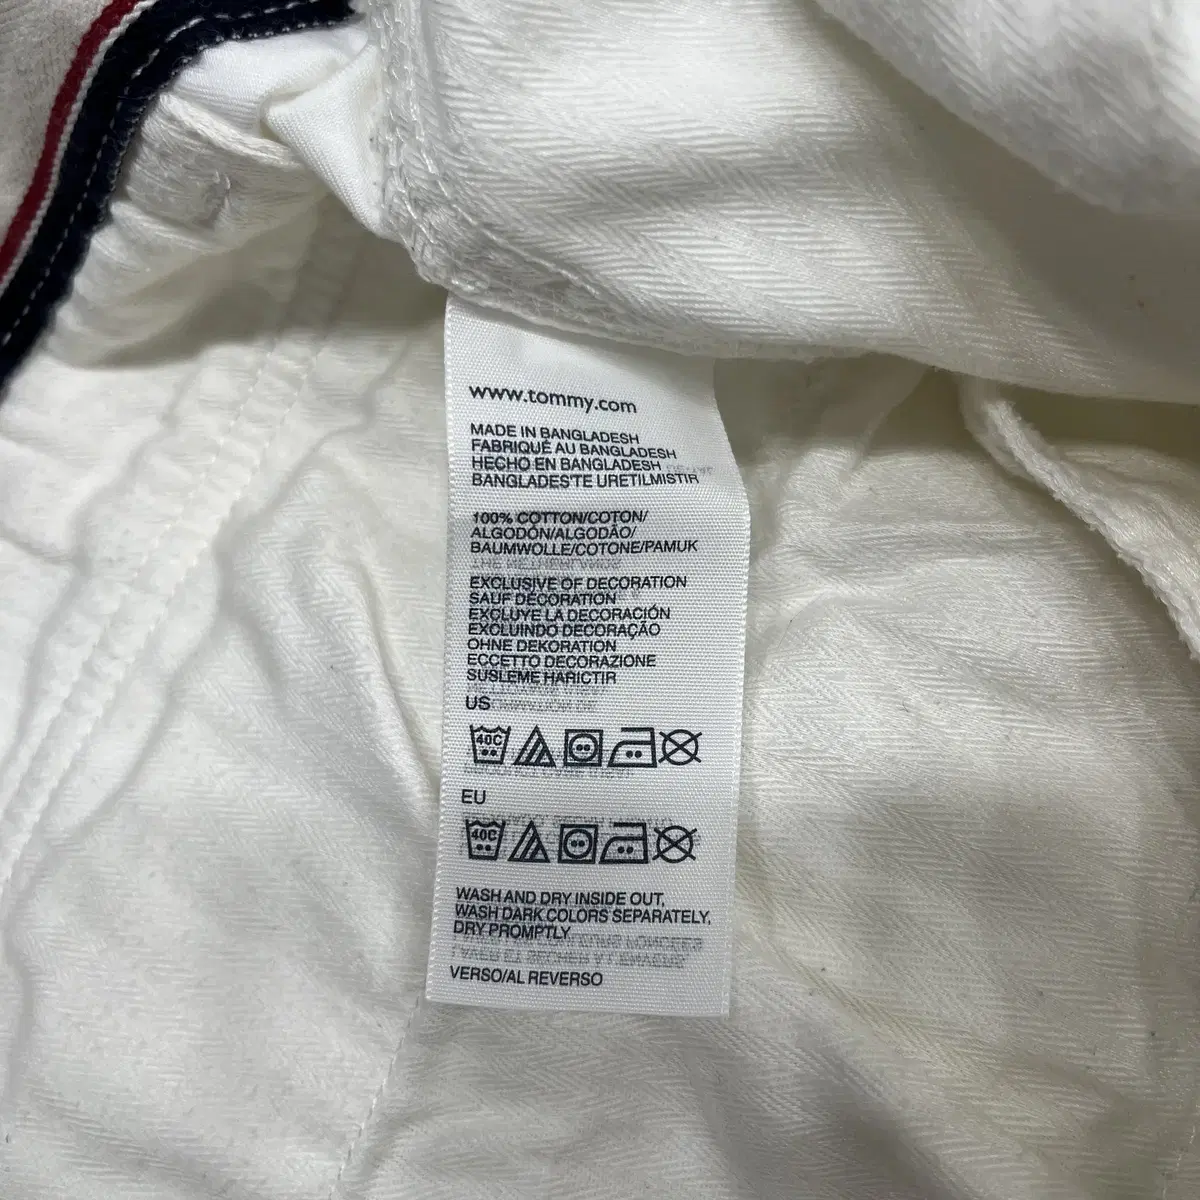 www.tommy.com
MADE IN BANGLADESH
FABRIQUÉ AU BANGLADESH
HECHO EN BANGLADESH
BANGLADESTE URETILMISTIR
100% COTTON/COTON/
ALGODÓN/ALGODÃO/
BAUMWOLLE/COTONE/PAMUK
EXCLUSIVE OF DECORATION
SAUF DÉCORATION
EXCLUYE LA DECORACIÓN
EXCLUINDO DECORAÇÃO
OHNE DEKORATION
ECCETTO DECORAZIONE
SUSLEME HARICTIR
US
40C
EU
40C
WASH AND DRY INSIDE OUT,
WASH DARK COLORS SEPARATELY,
DRY PROMPTLY
VERSO/AL REVERSO